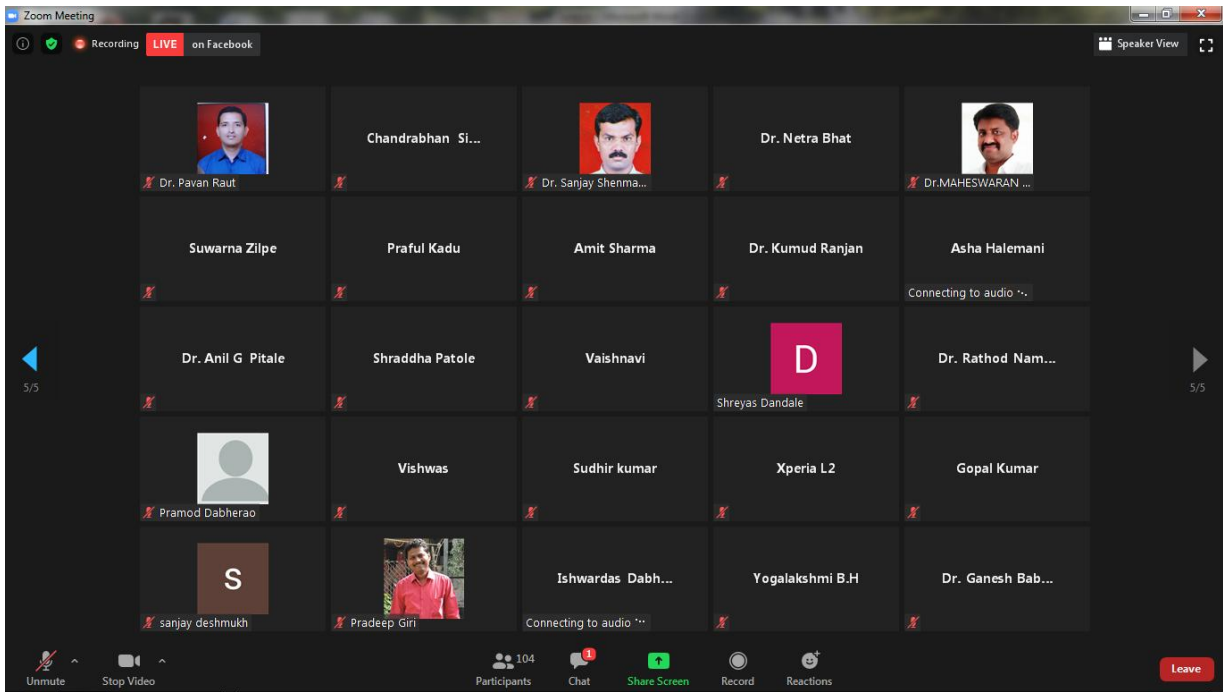 Zoom Meeting
Recording LIVE on Facebook
Speaker View
Dr. Pavan Raut
Chandrabhan Si...
Dr. Sanjay Shenma...
Dr. Netra Bhat
Dr.MAHESWARAN ...
Suwarna Zilpe
Praful Kadu
Amit Sharma
Dr. Kumud Ranjan
Asha Halemani
Connecting to audio
Dr. Anil G Pitale
Shraddha Patole
Vaishnavi
D
Shreyas Dandale
Dr. Rathod Nam...
5/5
5/5
Pramod Dabherao
Vishwas
Sudhir kumar
Xperia L2
Gopal Kumar
S
sanjay deshmukh
Pradeep Giri
Ishwardas Dabh...
Connecting to audio
Yogalakshmi B.H
Dr. Ganesh Bab...
Unmute
Stop Video
104
Participants
1
Chat
Share Screen
Record
Reactions
Leave